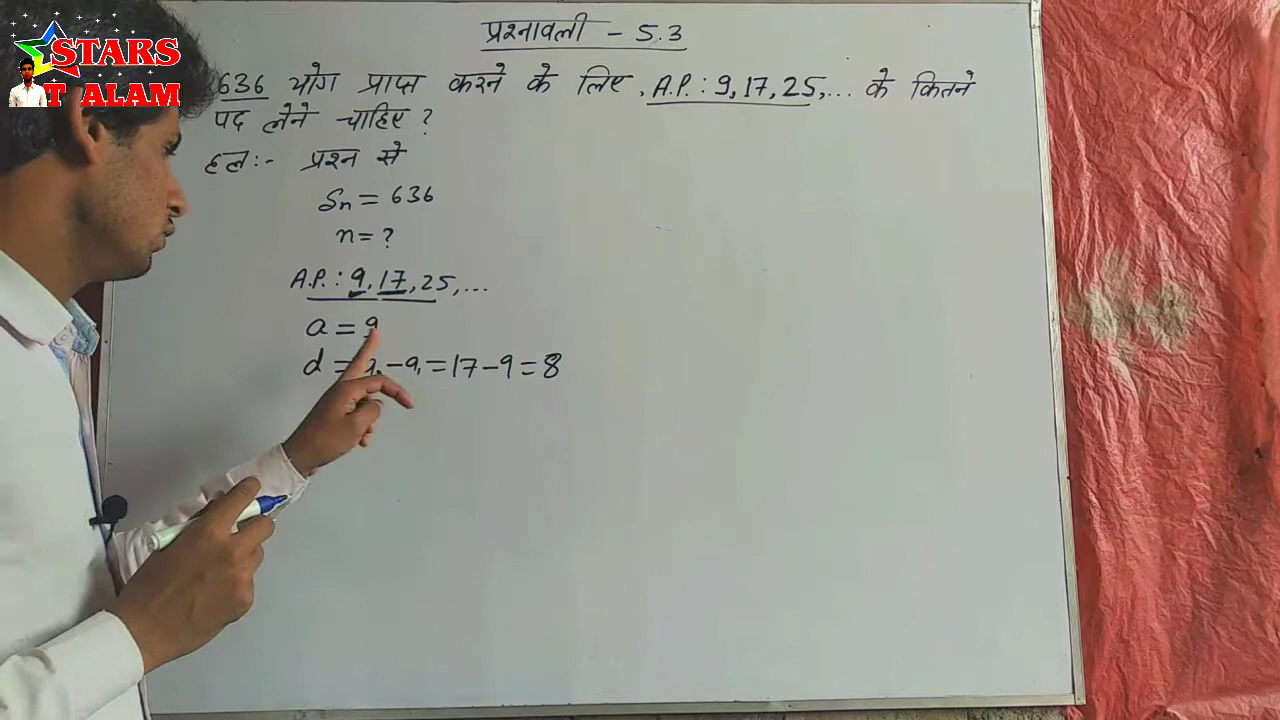 STARS
T ALAM
प्रश्नावली - 5.3
636 योग प्राप्त करने के लिए, A.P.: 9, 17, 25, ... के कितने
पद लेने चाहिए ?
हल:- प्रश्न से
Sn = 636
n = ?
A.P.: 9, 17, 25, ...
a = 9
d = - a₁ = 17 - 9 = 8